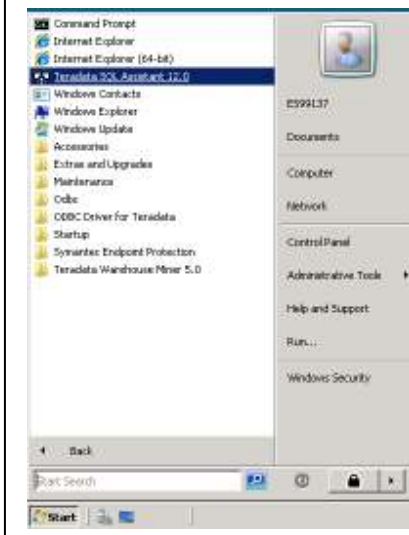 Command Prompt
Internet Explorer
Internet Explorer (64-bit)
Teradata SQL Assistant 12.0
Windows Contacts
Windows Explorer
Windows Update
Accessories
Extras and Upgrades
Maintenance
Odbc
ODBC Driver for Teradata
Startup
Symantec Endpoint Protection
Teradata Warehouse Miner 5.0
Back
Start Search
Start
E599137
Documents
Computer
Network
Control Panel
Administrative Tools
Help and Support
Run...
Windows Security